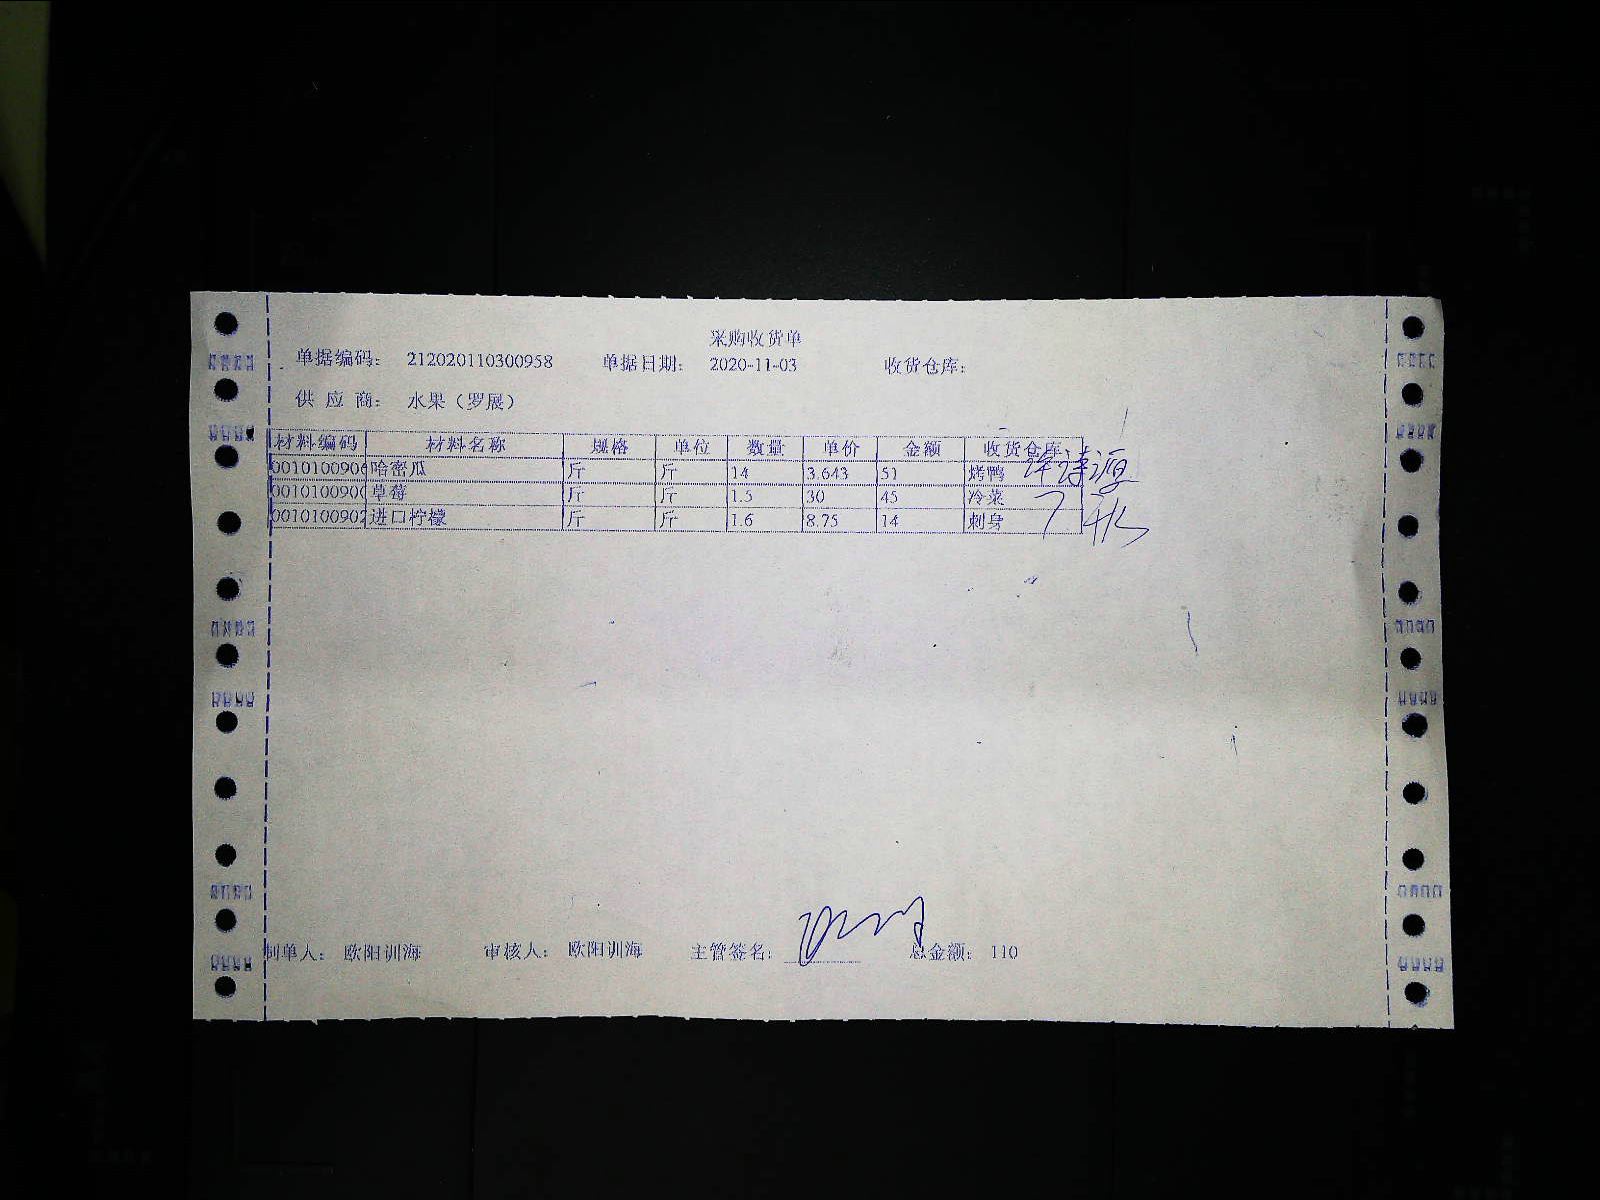 采购收货单
单据编码： 212020110300958 单据日期： 2020-11-03 收货仓库：
供应商： 水果（罗展）
材料编码 材料名称 规格 单位 数量 单价 金额 收货仓库
0010100906 哈密瓜 斤 斤 14 3.643 51 烤鸭
0010100900 草莓 斤 斤 1.5 30 45 冷菜
0010100902 进口柠檬 斤 斤 1.6 8.75 14 刺身
制单人： 欧阳训海 审核人： 欧阳训海 主管签名： 总金额： 110